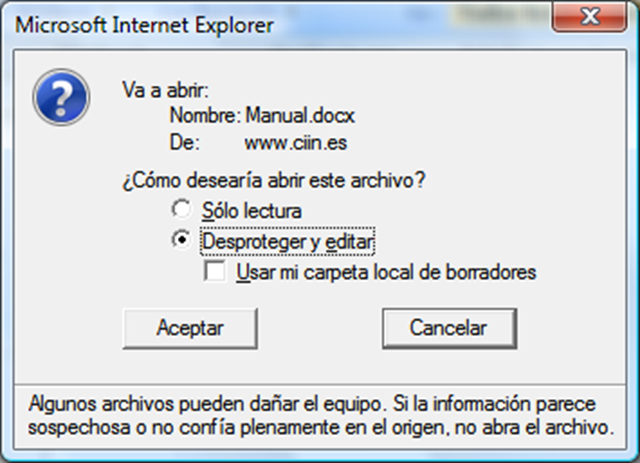 Microsoft Internet Explorer
Va a abrir:
Nombre: Manual.docx
De: www.ciin.es
¿Cómo desearía abrir este archivo?
Sólo lectura
Desproteger y editar
Usar mi carpeta local de borradores
Aceptar Cancelar
Algunos archivos pueden dañar el equipo. Si la información parece
sospechosa o no confía plenamente en el origen, no abra el archivo.